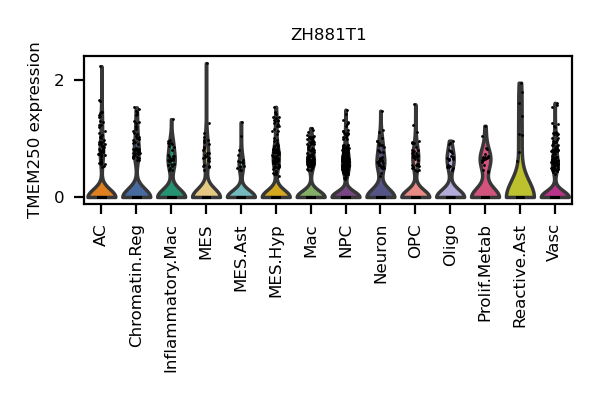 ZH881T1
TMEM250 expression
2
0
AC
Chromatin.Reg
Inflammatory.Mac
MES
MES.Ast
MES.Hyp
Mac
NPC
Neuron
OPC
Oligo
Prolif.Metab
Reactive.Ast
Vasc